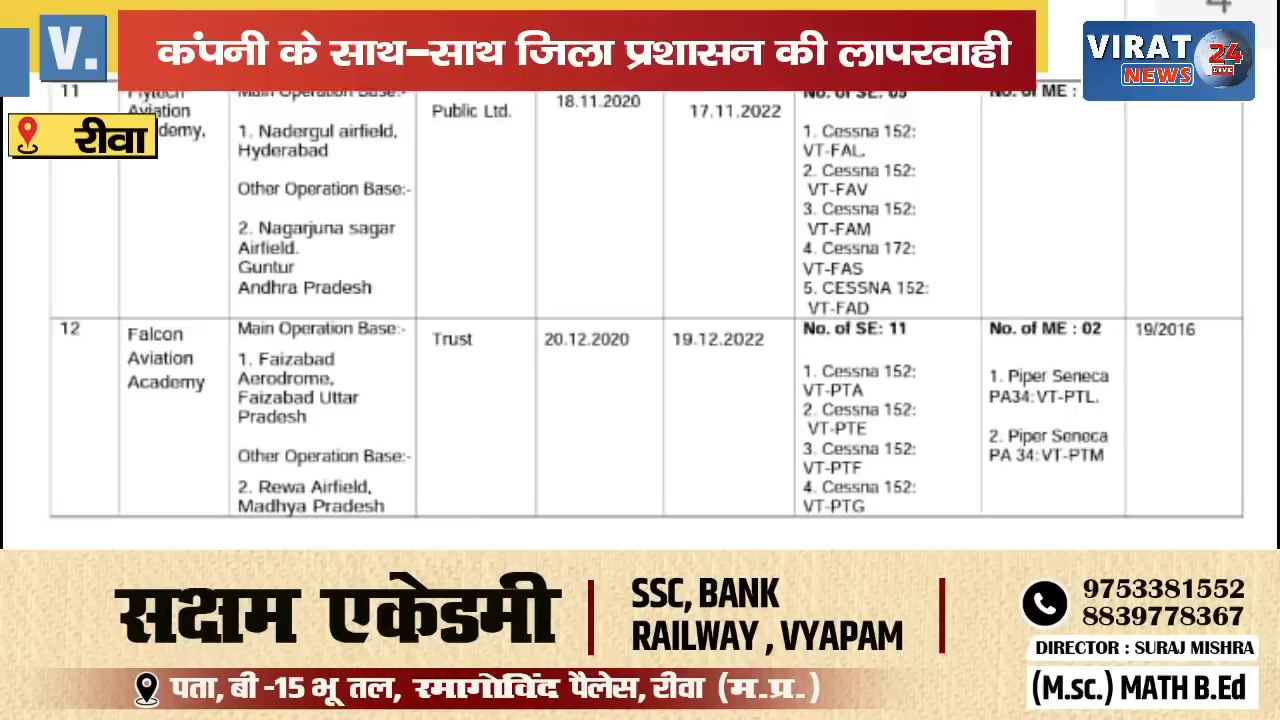 V.
कंपनी के साथ-साथ जिला प्रशासन की लापरवाही
VIRAT
NEWS
24
LIVE
रीवा
11
Flytech
Aviation
Main Operation Base:-
1. Nadergul airfield,
Hyderabad
Other Operation Base:-
2. Nagarjuna sagar
Airfield.
Guntur
Andhra Pradesh
Public Ltd.
18.11.2020
17.11.2022
No. of SE: 05
1. Cessna 152:
VT-FAL,
2. Cessna 152:
VT-FAV
3. Cessna 152:
VT-FAM
4. Cessna 172:
VT-FAS
5. CESSNA 152:
VT-FAD
No. of ME :
12
Falcon
Aviation
Academy
Main Operation Base:-
1. Faizabad
Aerodrome,
Faizabad Uttar
Pradesh
Other Operation Base:-
2. Rewa Airfield,
Madhya Pradesh
Trust
20.12.2020
19.12.2022
No. of SE: 11
1. Cessna 152:
VT-PTA
2. Cessna 152:
VT-PTE
3. Cessna 152:
VT-PTF
4. Cessna 152:
VT-PTG
No. of ME : 02
1. Piper Seneca
PA34: VT-PTL,
2. Piper Seneca
PA 34: VT-PTM
19/2016
सक्षम एकेडमी
SSC, BANK
RAILWAY , VYAPAM
9753381552
8839778367
DIRECTOR : SURAJ MISHRA
(M.sc.) MATH B.Ed
पता, बी -15 भू तल, रमागोविंद पैलेस, रीवा (म.प्र.)